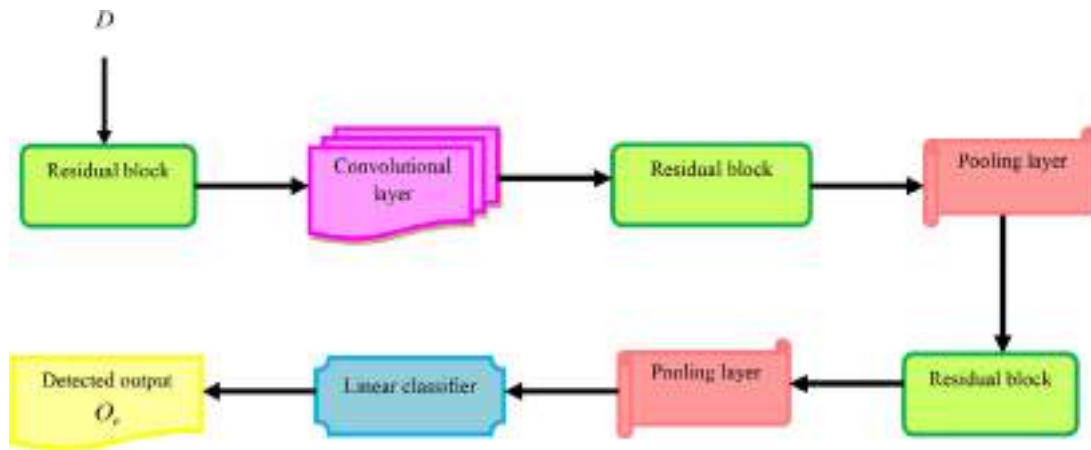 D
Residual block
Convolutional
layer
Residual block
Pooling layer
Residual block
Pooling layer
Linear classifier
Detected output